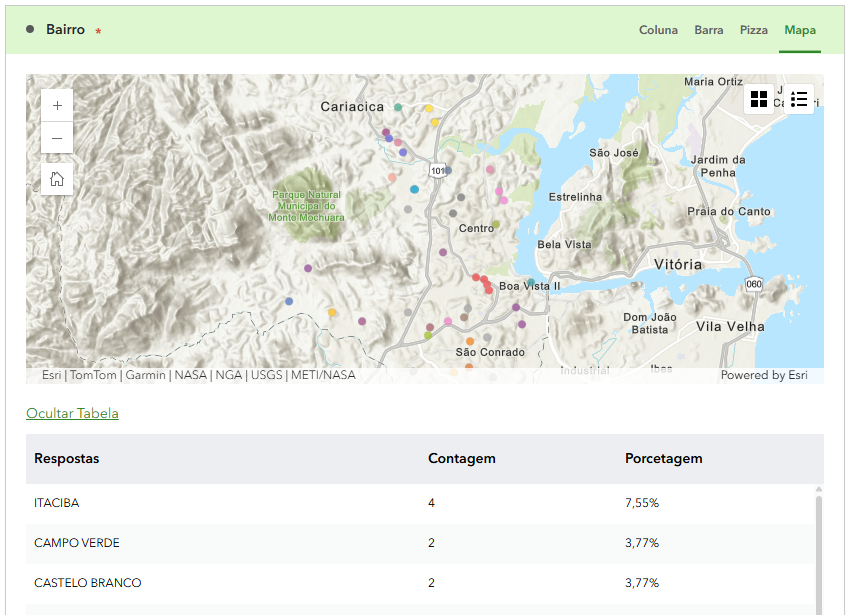 Bairro *
Coluna Barra Pizza Mapa
Maria Ortiz
Cariacica
101
São José
Jardim da
Penha
Parque Natural
Municipal do
Monte Mochuara
Estrelinha
Praia do Canto
Centro
Bela Vista
Vitória
Boa Vista II
060
Dom João
Batista
Vila Velha
São Conrado
Industrial
Ibes
Esri | TomTom | Garmin | NASA | NGA | USGS | METI/NASA
Powered by Esri
Ocultar Tabela
Respostas Contagem Porcetagem
ITACIBA 4 7,55%
CAMPO VERDE 2 3,77%
CASTELO BRANCO 2 3,77%